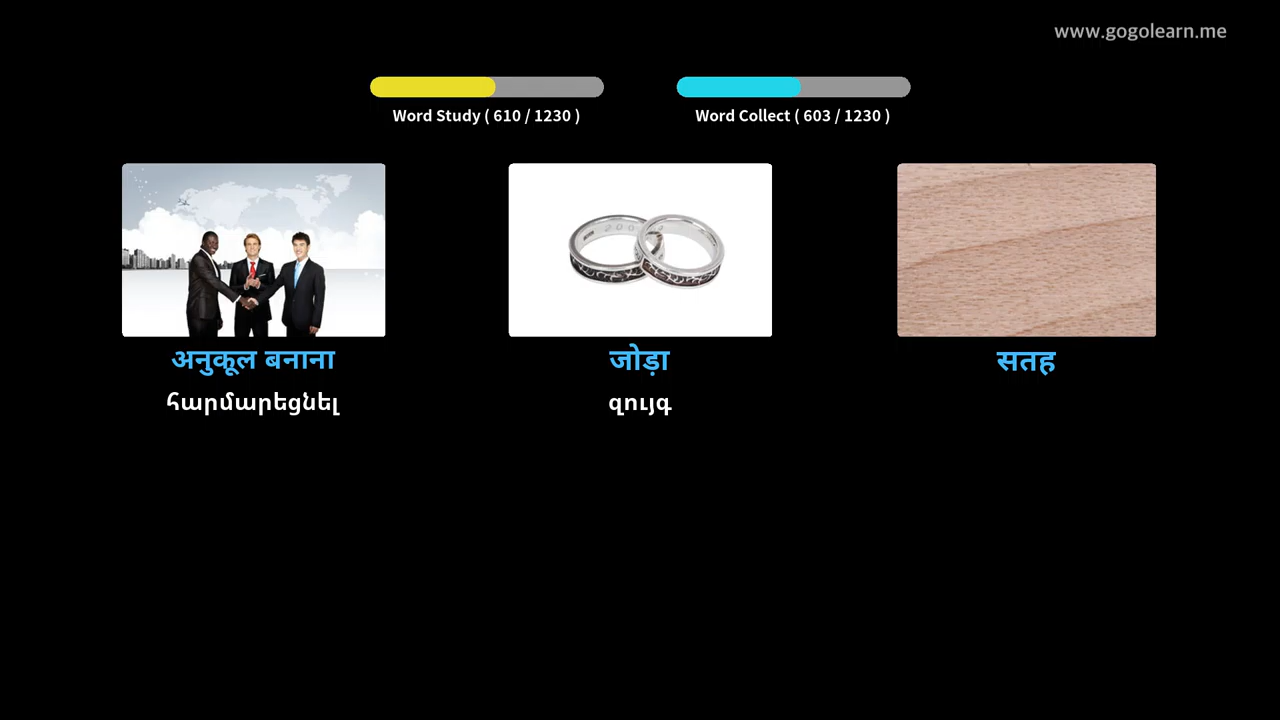 www.gogolearn.me
Word Study ( 610 / 1230 )
Word Collect ( 603 / 1230 )
अनुकूल बनाना
հարմարեցնել
जोड़ा
զույգ
सतह